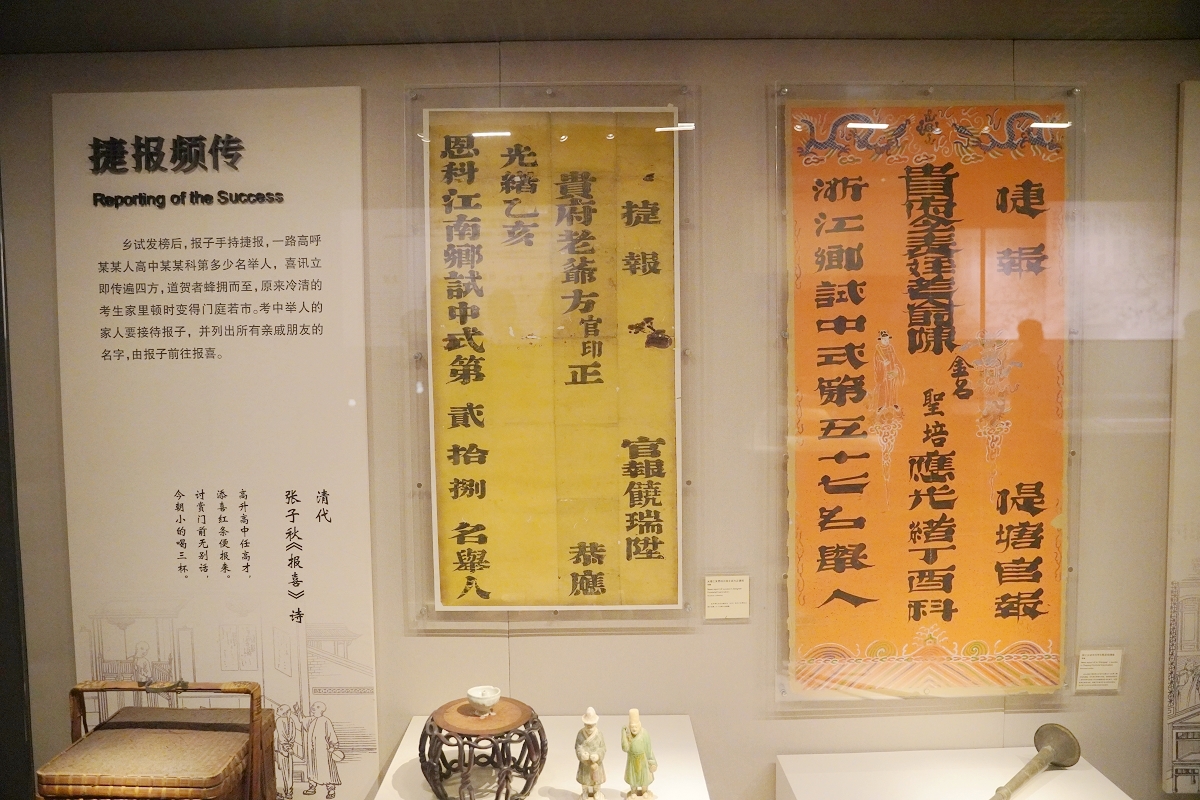 捷报频传
Reporting of the Success
乡试发榜后，报子手持捷报，一路高呼
某某人高中某某科第多少名举人，喜讯立
即传遍四方，道贺者蜂拥而至，原来冷清的
考生家里顿时变得门庭若市。考中举人的
家人要接待报子，并列出所有亲戚朋友的
名字，由报子前往报喜。
清代
张子秋《报喜》诗
高升高中任高才，
添喜红条便报来。
讨赏门前无别话，
今朝小的喝三杯。
捷報 官報饒瑞陞
貴府老爺方官印正 恭應
光緒乙亥
恩科江南鄉試中式第貳拾捌名舉人
捷報 提塘官報
貴府 老爺 陳 金名 聖培 應光緒丁酉科
浙江鄉試中式第五十七名舉人